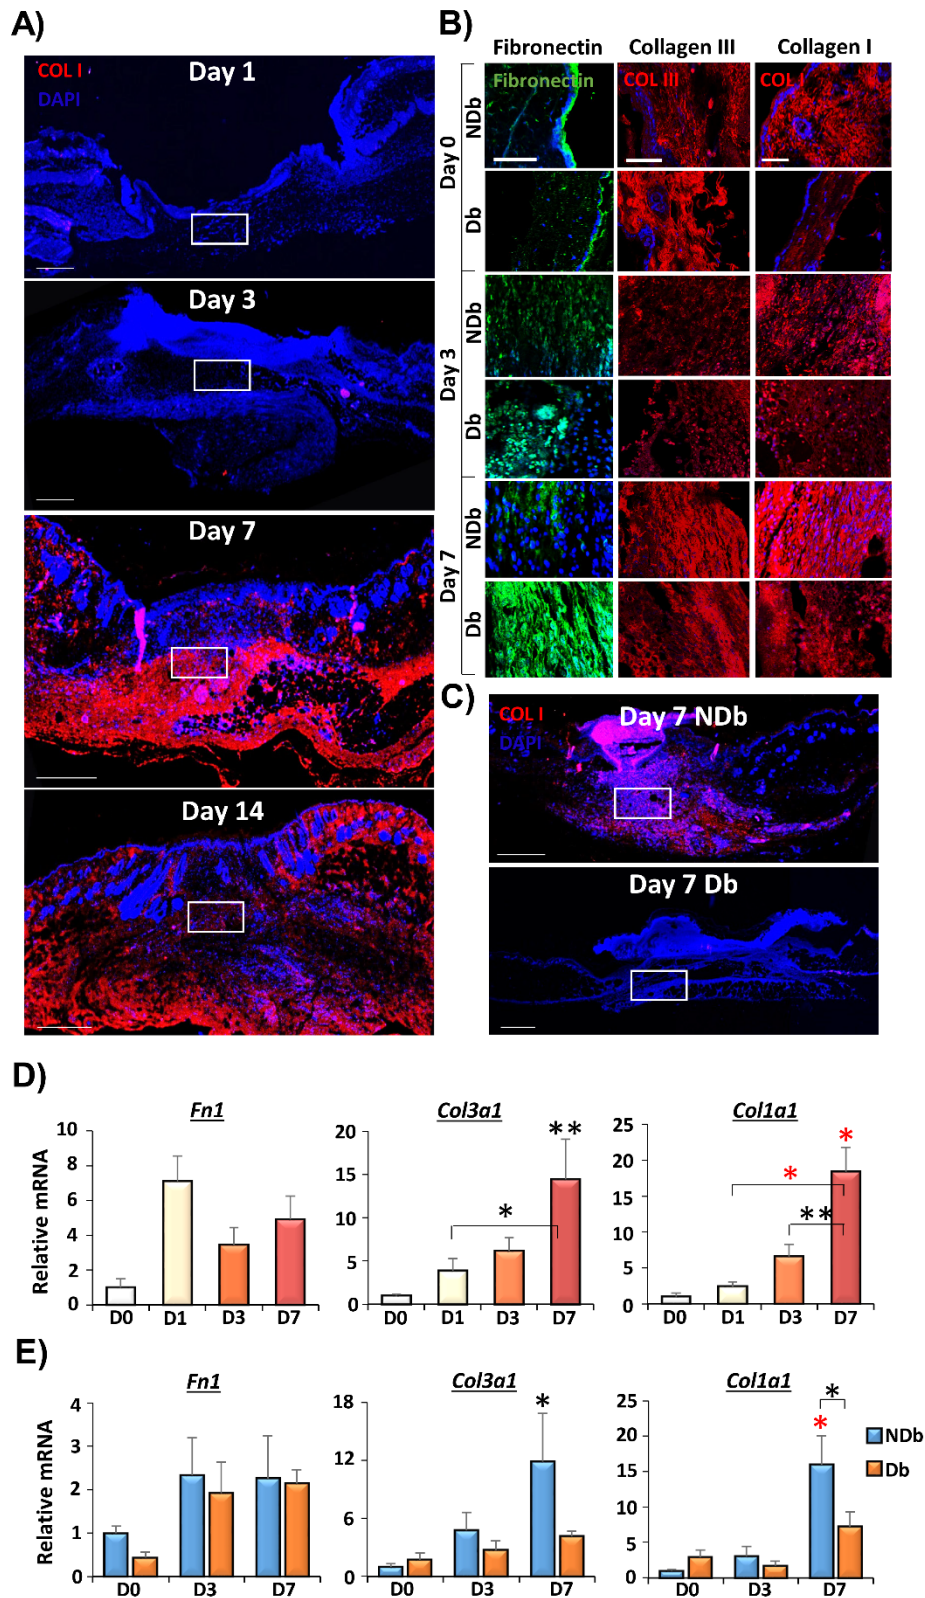 A)
COL I
DAPI
Day 1
Day 3
Day 7
Day 14
B)
Fibronectin Collagen III Collagen I
Fibronectin COL III COL I
Day 0
NDb
Db
Day 3
NDb
Db
Day 7
NDb
Db
C)
COL I
DAPI
Day 7 NDb
Day 7 Db
D)
Fn1
Relative mRNA
10
8
6
4
2
0
D0 D1 D3 D7
Col3a1
20
15
10
5
0
**
*
D0 D1 D3 D7
Col1a1
25
20
15
10
5
0
*
*
**
D0 D1 D3 D7
E)
Fn1
Relative mRNA
4
3
2
1
0
D0 D3 D7
Col3a1
18
12
6
0
*
D0 D3 D7
Col1a1
25
20
15
10
5
0
*
*
D0 D3 D7
NDb
Db